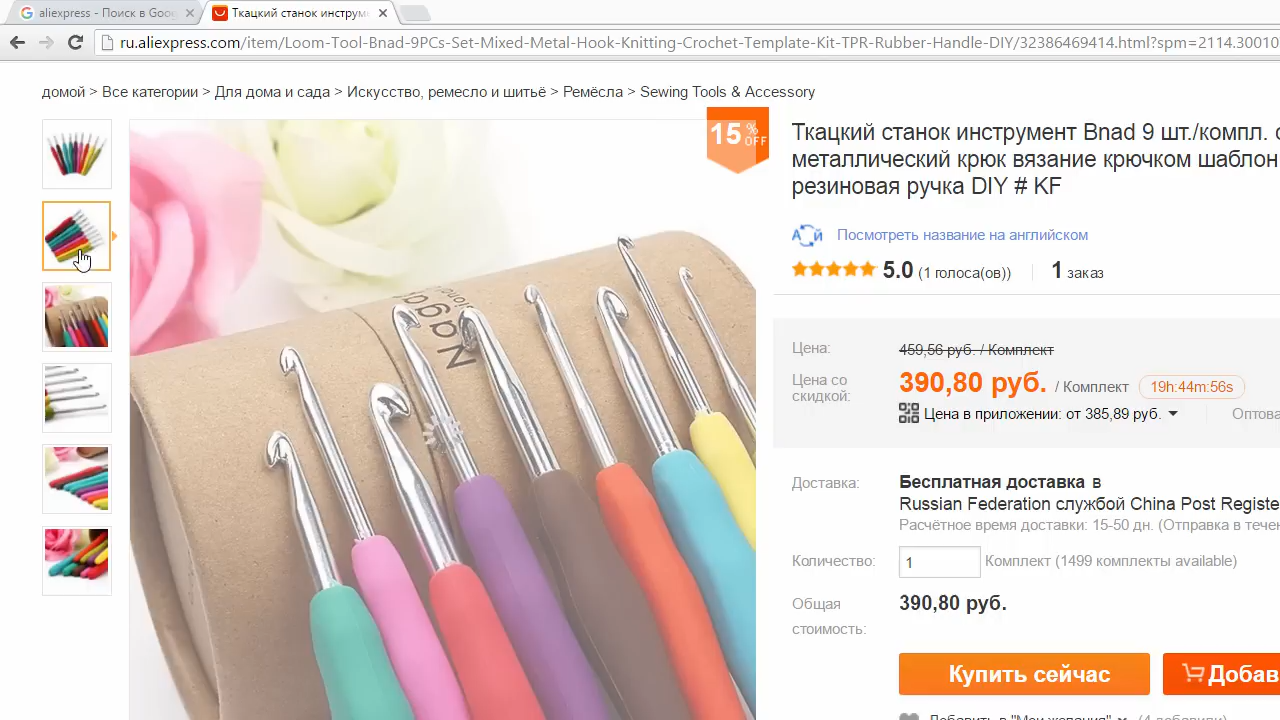 aliexpress - Поиск в Goog
Ткацкий станок инструм
ru.aliexpress.com/item/Loom-Tool-Bnad-9PCs-Set-Mixed-Metal-Hook-Knitting-Crochet-Template-Kit-TPR-Rubber-Handle-DIY/32386469414.html?spm=2114.30010
домой > Все категории > Для дома и сада > Искусство, ремесло и шитьё > Ремёсла > Sewing Tools & Accessory
15 % OFF
Ткацкий станок инструмент Bnad 9 шт./компл. с
металлический крюк вязание крючком шаблон
резиновая ручка DIY # KF
Посмотреть название на английском
5.0 (1 голоса(ов)) 1 заказ
Цена: 459,56 руб. / Комплект
Цена со скидкой: 390,80 руб. / Комплект 19h:44m:56s
Цена в приложении: от 385,89 руб. Оптова
Доставка: Бесплатная доставка в
Russian Federation службой China Post Registe
Расчётное время доставки: 15-50 дн. (Отправка в течен
Количество: 1 Комплект (1499 комплекты available)
Общая стоимость: 390,80 руб.
Купить сейчас
Добав
Добавить в "Мои желания" (4 добавили)